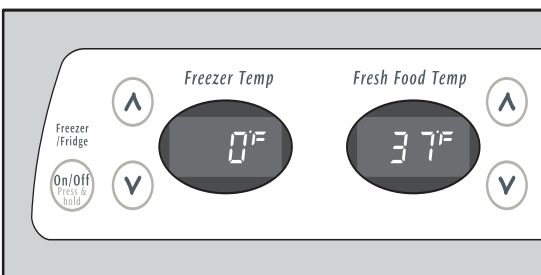 Freezer Temp
Fresh Food Temp
Freezer
/Fridge
0°F
37°F
On/Off
Press &
hold